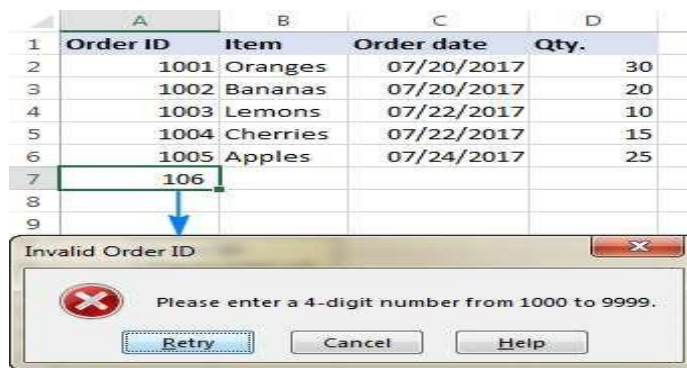 A B C D
1 Order ID Item Order date Qty.
2 1001 Oranges 07/20/2017 30
3 1002 Bananas 07/20/2017 20
4 1003 Lemons 07/22/2017 10
5 1004 Cherries 07/22/2017 15
6 1005 Apples 07/24/2017 25
7 106
8
9
Invalid Order ID
Please enter a 4-digit number from 1000 to 9999.
Retry Cancel Help